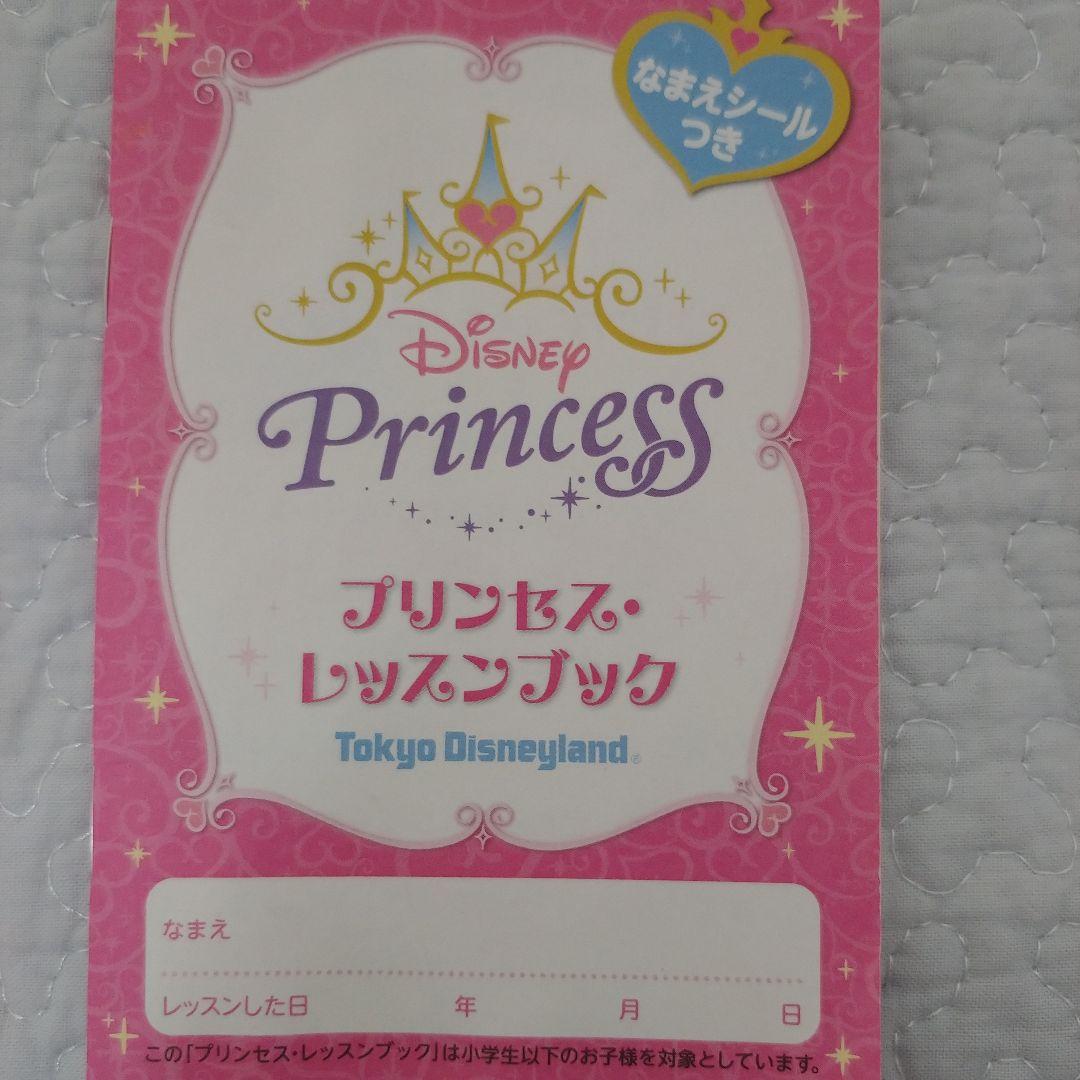 なまえシール
つき
Disney
Princess
プリンセス・
レッスンブック
Tokyo Disneyland®
なまえ
レッスンした日 年 月 日
この「プリンセス・レッスンブック」は小学生以下のお子様を対象としています。